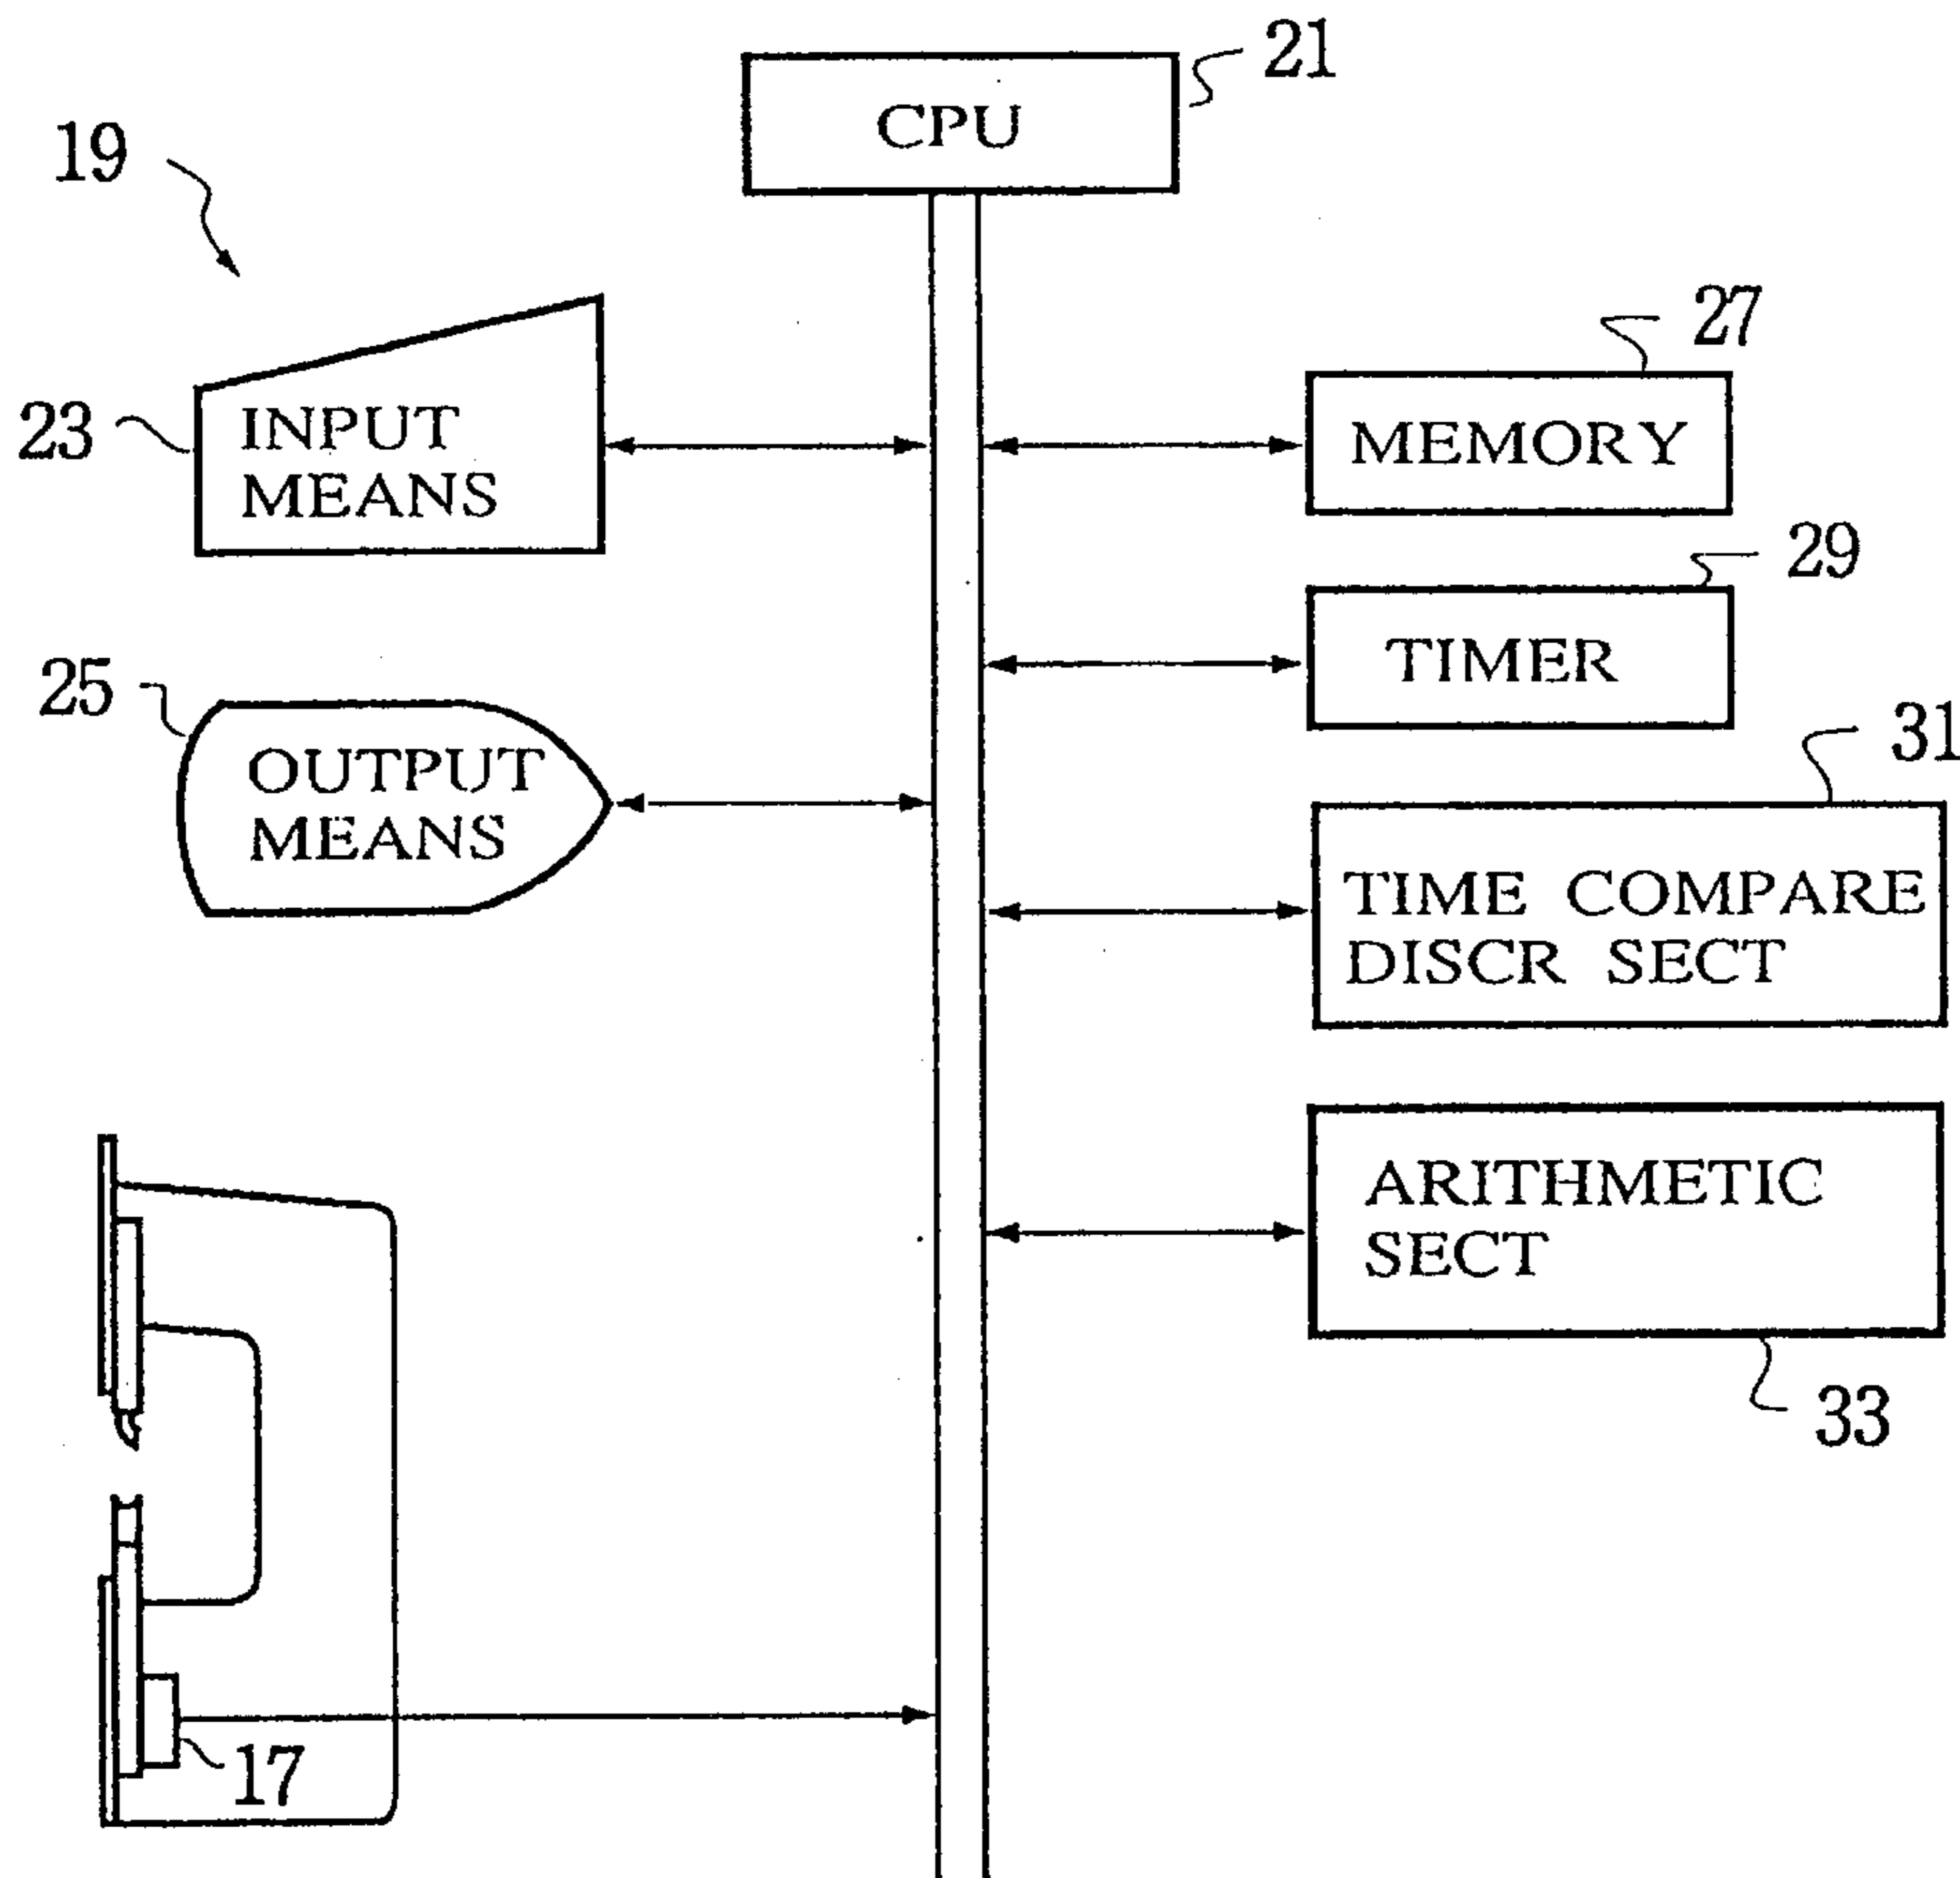 21
CPU
19
27
23
INPUT
MEANS
MEMORY
29
TIMER
25
OUTPUT
MEANS
31
TIME COMPARE
DISCR SECT
ARITHMETIC
SECT
33
17